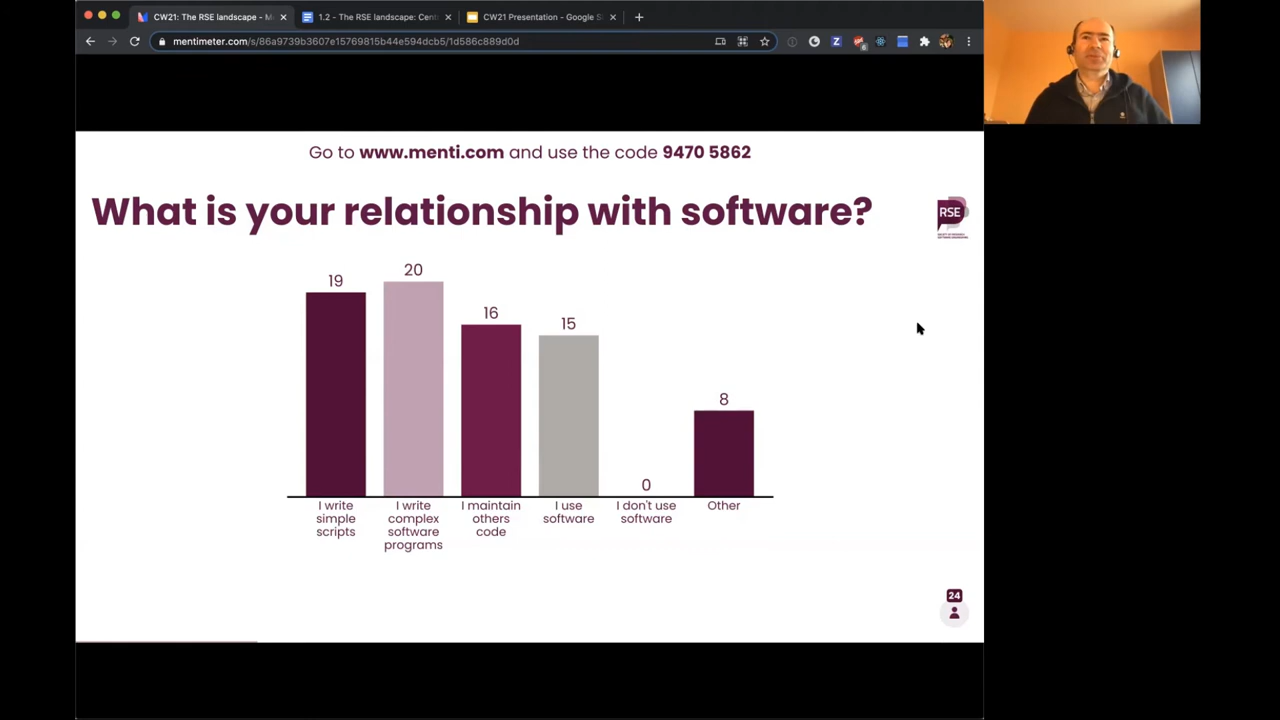 CW21: The RSE landscape - M
1.2 - The RSE landscape: Cent
CW21 Presentation - Google S
mentimeter.com/s/86a9739b3607e15769815b44e594dcb5/1d586c889d0d
Go to www.menti.com and use the code 9470 5862
What is your relationship with software?
RSE
19
20
16
15
0
8
I write simple scripts
I write complex software programs
I maintain others code
I use software
I don't use software
Other
24